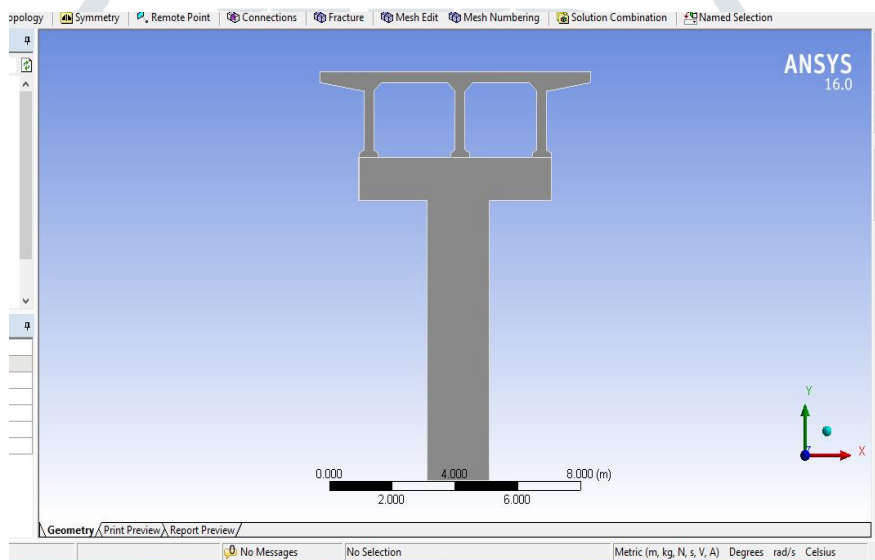 opology Symmetry Remote Point Connections Fracture Mesh Edit Mesh Numbering Solution Combination Named Selection
ANSYS
16.0
Y
X
0.000 4.000 8.000 (m)
2.000 6.000
Geometry Print Preview Report Preview
0 No Messages No Selection Metric (m, kg, N, s, V, A) Degrees rad/s Celsius